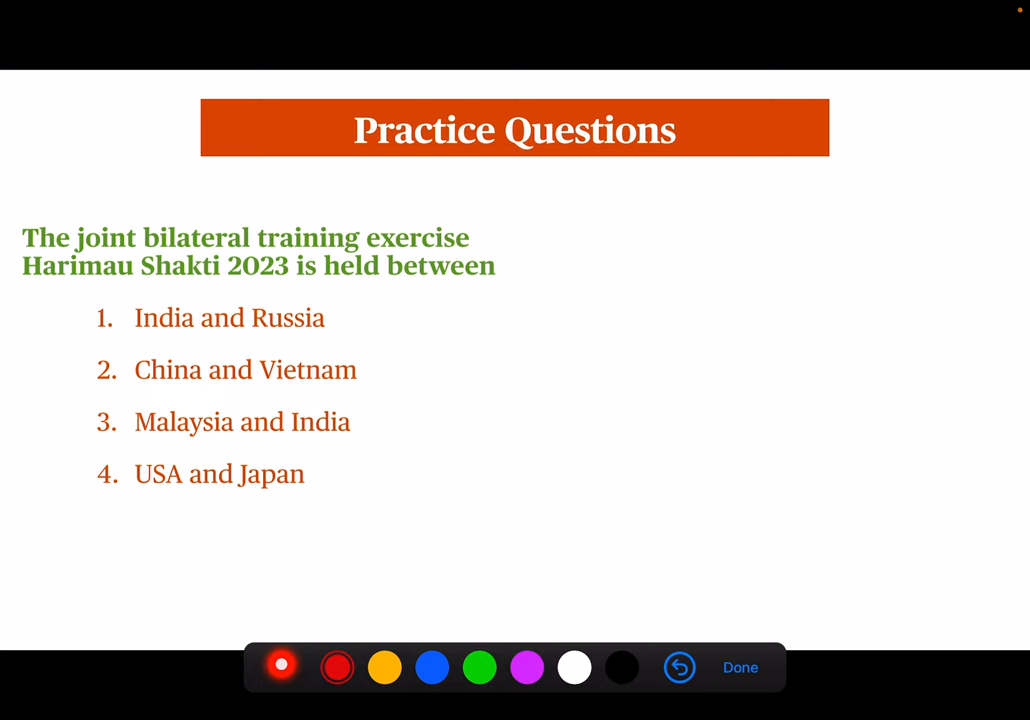 Practice Questions
The joint bilateral training exercise
Harimau Shakti 2023 is held between
1. India and Russia
2. China and Vietnam
3. Malaysia and India
4. USA and Japan
Done